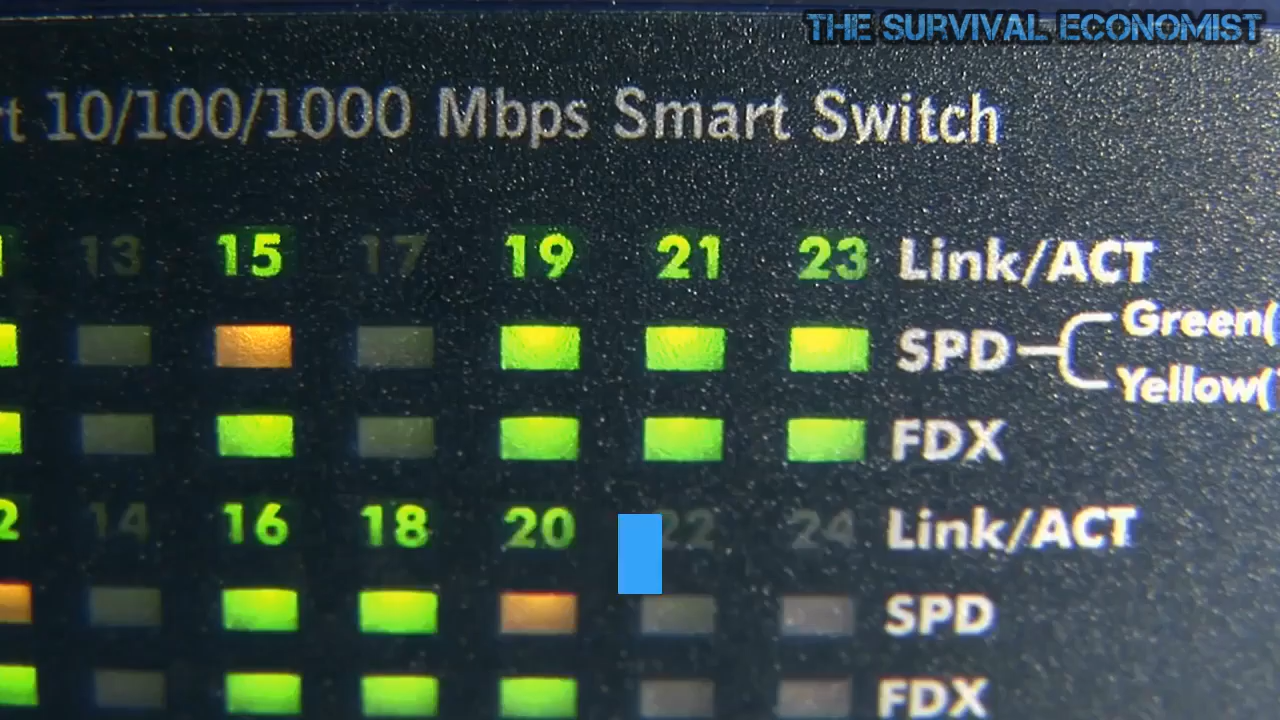 THE SURVIVAL ECONOMIST
10/100/1000 Mbps Smart Switch
13 15 17 19 21 23 Link/ACT
Green(
SPD
Yellow(
FDX
14 16 18 20 22 24 Link/ACT
SPD
FDX